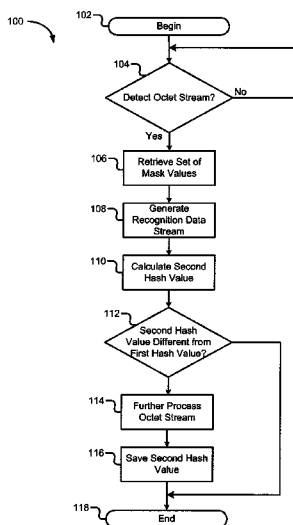 100
102
Begin
104
Detect Octet Stream?
No
Yes
106
Retrieve Set of
Mask Values
108
Generate
Recognition Data
Stream
110
Calculate Second
Hash Value
112
Second Hash
Value Different from
First Hash Value?
114
Further Process
Octet Stream
116
Save Second Hash
Value
118
End